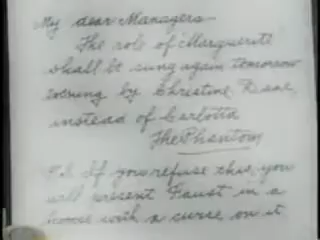 My dear Managers—
The role of "Marguerite"
shall be sung again tomorrow
evening by Christine Daae,
instead of Carlotta
The Phantom
P.S. If you refuse this, you
will present Faust in a
house with a curse on it